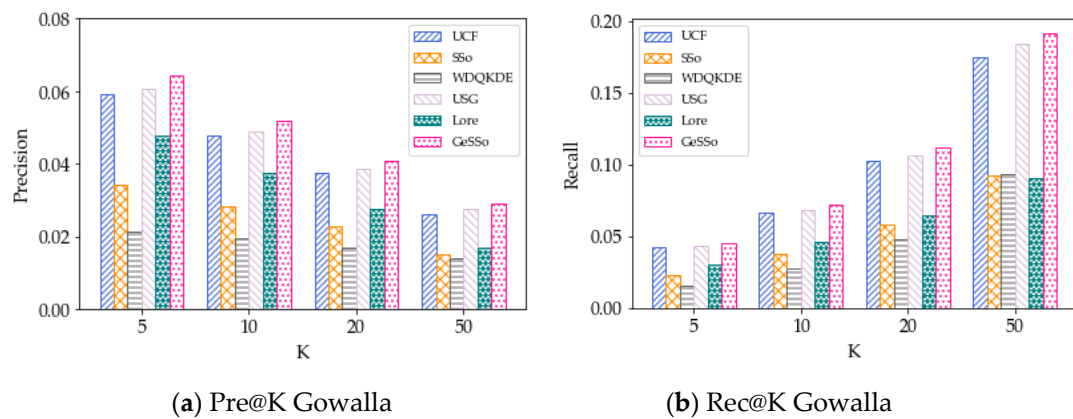 0.08
0.06
0.04
0.02
0.00
Precision
5
10
20
50
K
UCF
SSo
WDQKDE
USG
Lore
GeSSo
(a) Pre@K Gowalla
0.20
0.15
0.10
0.05
0.00
Recall
5
10
20
50
K
UCF
SSo
WDQKDE
USG
Lore
GeSSo
(b) Rec@K Gowalla